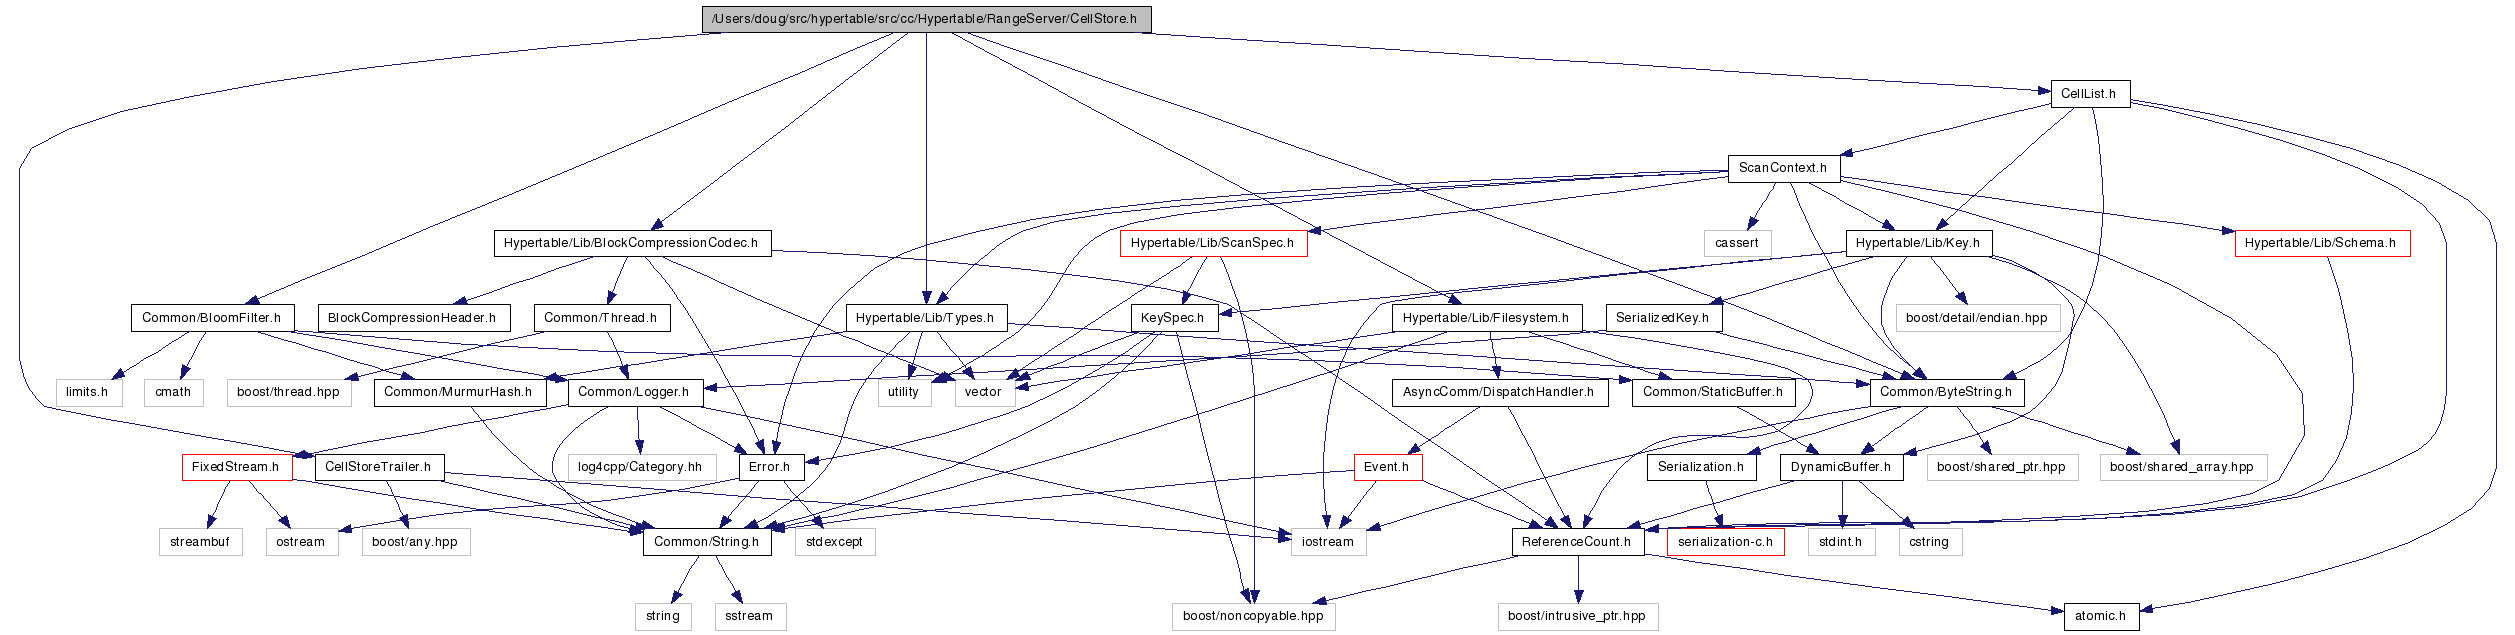 /Users/doug/src/hypertable/src/cc/Hypertable/RangeServer/CellStore.h
CellList.h
ScanContext.h
Hypertable/Lib/BlockCompressionCodec.h
Hypertable/Lib/ScanSpec.h
cassert
Hypertable/Lib/Key.h
Hypertable/Lib/Schema.h
Common/BloomFilter.h
BlockCompressionHeader.h
Common/Thread.h
Hypertable/Lib/Types.h
KeySpec.h
Hypertable/Lib/Filesystem.h
SerializedKey.h
boost/detail/endian.hpp
limits.h
cmath
boost/thread.hpp
Common/MurmurHash.h
Common/Logger.h
utility
vector
AsyncComm/DispatchHandler.h
Common/StaticBuffer.h
Common/ByteString.h
FixedStream.h
CellStoreTrailer.h
log4cpp/Category.hh
Error.h
Event.h
Serialization.h
DynamicBuffer.h
boost/shared_ptr.hpp
boost/shared_array.hpp
streambuf
ostream
boost/any.hpp
Common/String.h
stdexcept
iostream
ReferenceCount.h
serialization-c.h
stdint.h
cstring
string
sstream
boost/noncopyable.hpp
boost/intrusive_ptr.hpp
atomic.h